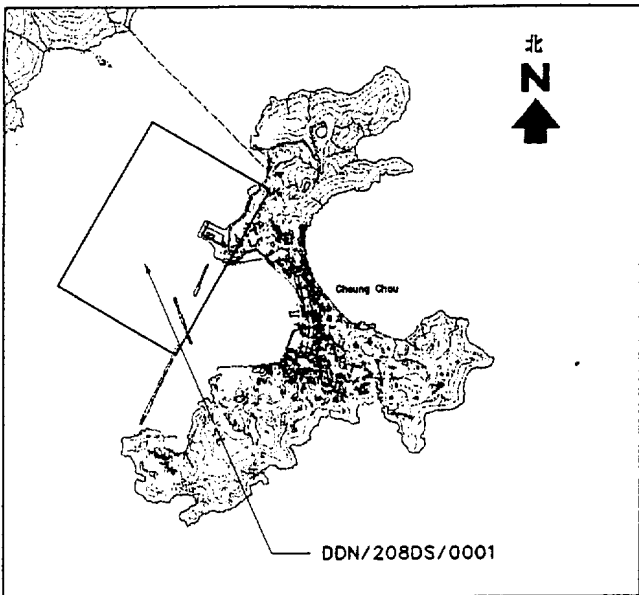 北
N
Cheung Chau
DDN/208DS/0001